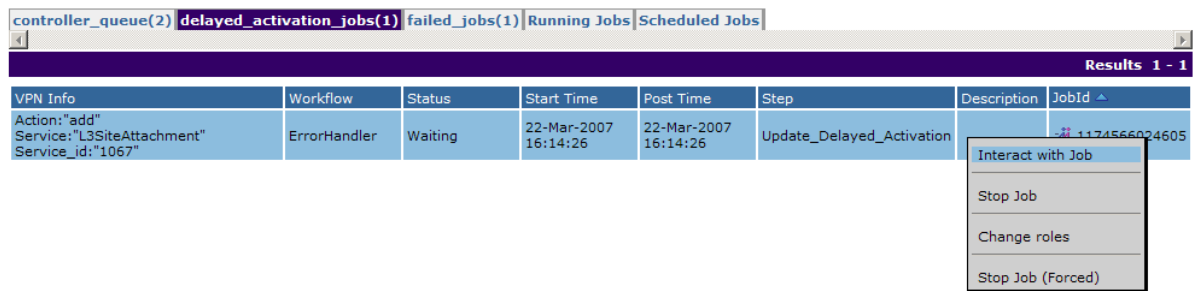 controller_queue(2) delayed_activation_jobs(1) failed_jobs(1) Running Jobs Scheduled Jobs
Results 1 - 1
VPN Info Workflow Status Start Time Post Time Step Description JobId
Action:"add"
Service:"L3SiteAttachment"
Service_id:"1067"
ErrorHandler
Waiting
22-Mar-2007
16:14:26
22-Mar-2007
16:14:26
Update_Delayed_Activation
1174566024605
Interact with Job
Stop Job
Change roles
Stop Job (Forced)